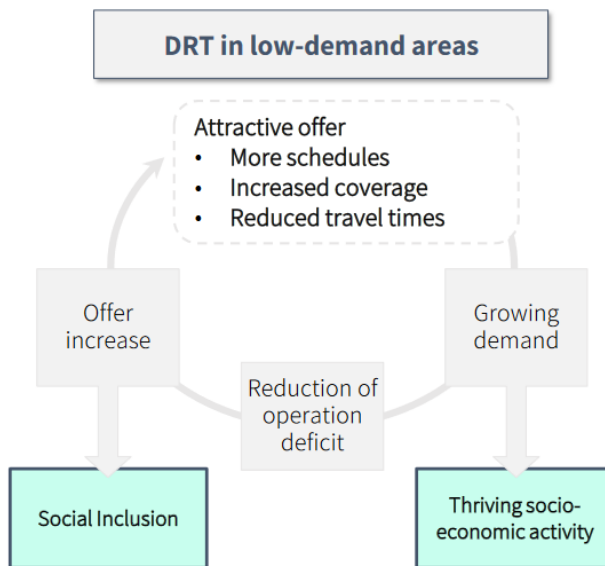 DRT in low-demand areas
Attractive offer
• More schedules
• Increased coverage
• Reduced travel times
Offer
increase
Growing
demand
Reduction of
operation
deficit
Social Inclusion
Thriving socio-
economic activity